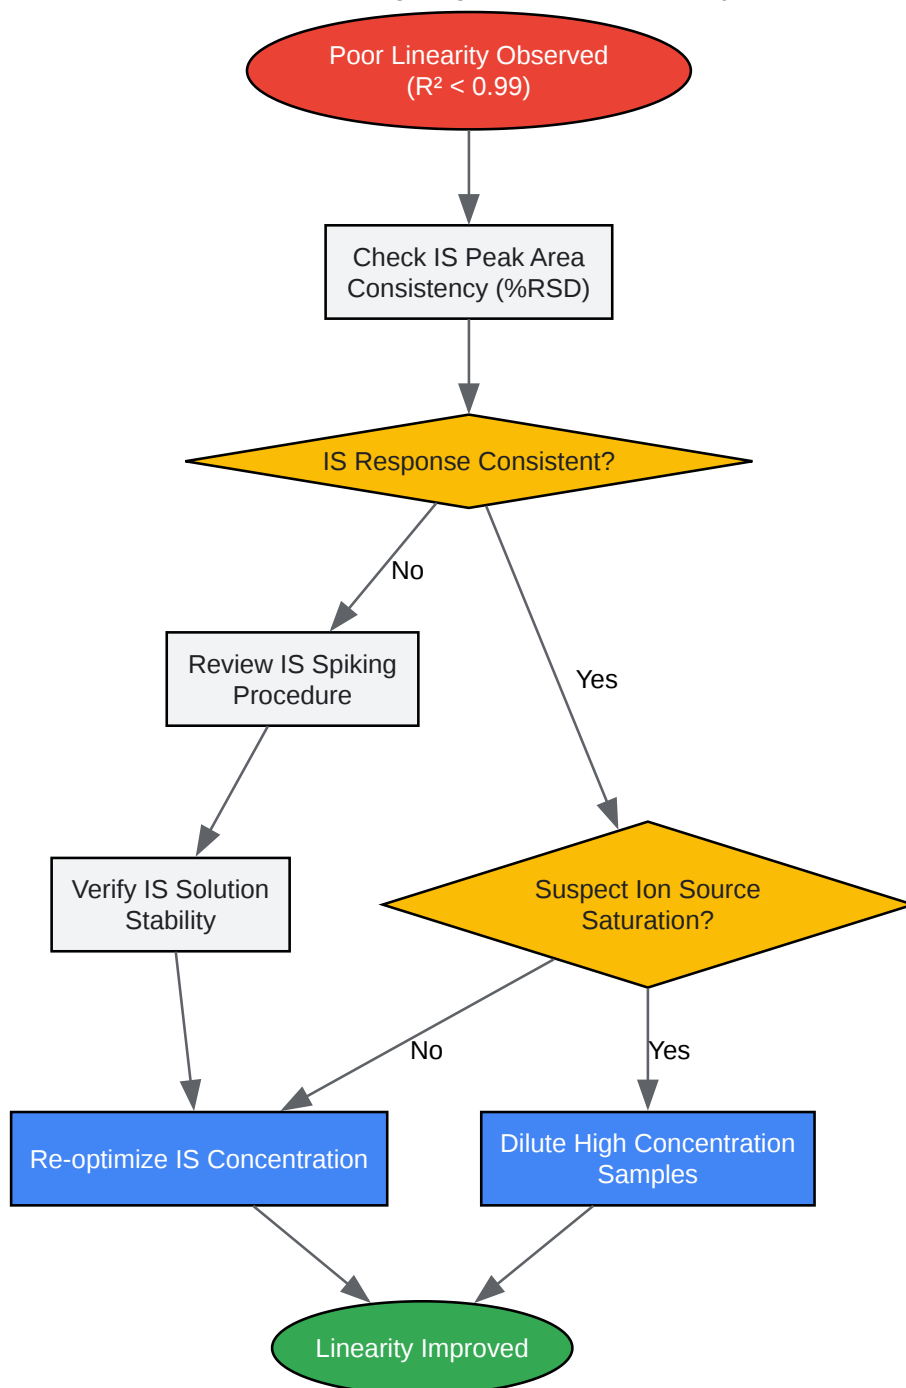 Poor Linearity Observed
(R² < 0.99)
Check IS Peak Area
Consistency (%RSD)
IS Response Consistent?
No
Review IS Spiking
Procedure
Yes
Verify IS Solution
Stability
Suspect Ion Source
Saturation?
No
Yes
Re-optimize IS Concentration
Dilute High Concentration
Samples
Linearity Improved